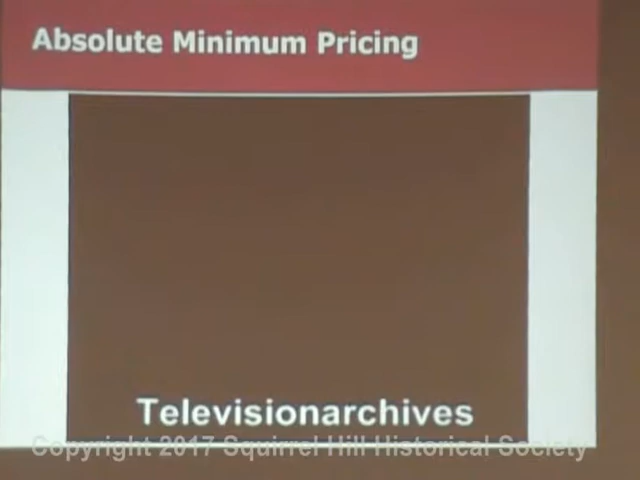 Absolute Minimum Pricing
Televisionarchives
Copyright 2017 Squirrel Hill Historical Society